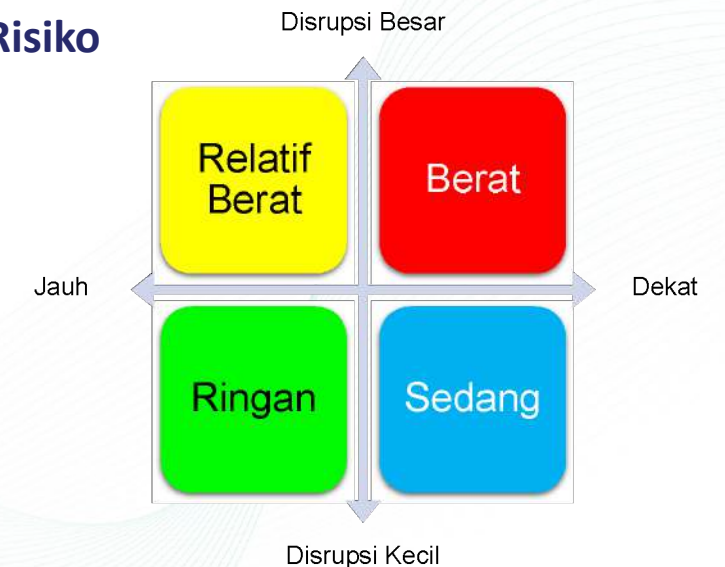 Risiko
Disrupsi Besar
Relatif
Berat
Berat
Jauh
Dekat
Ringan
Sedang
Disrupsi Kecil